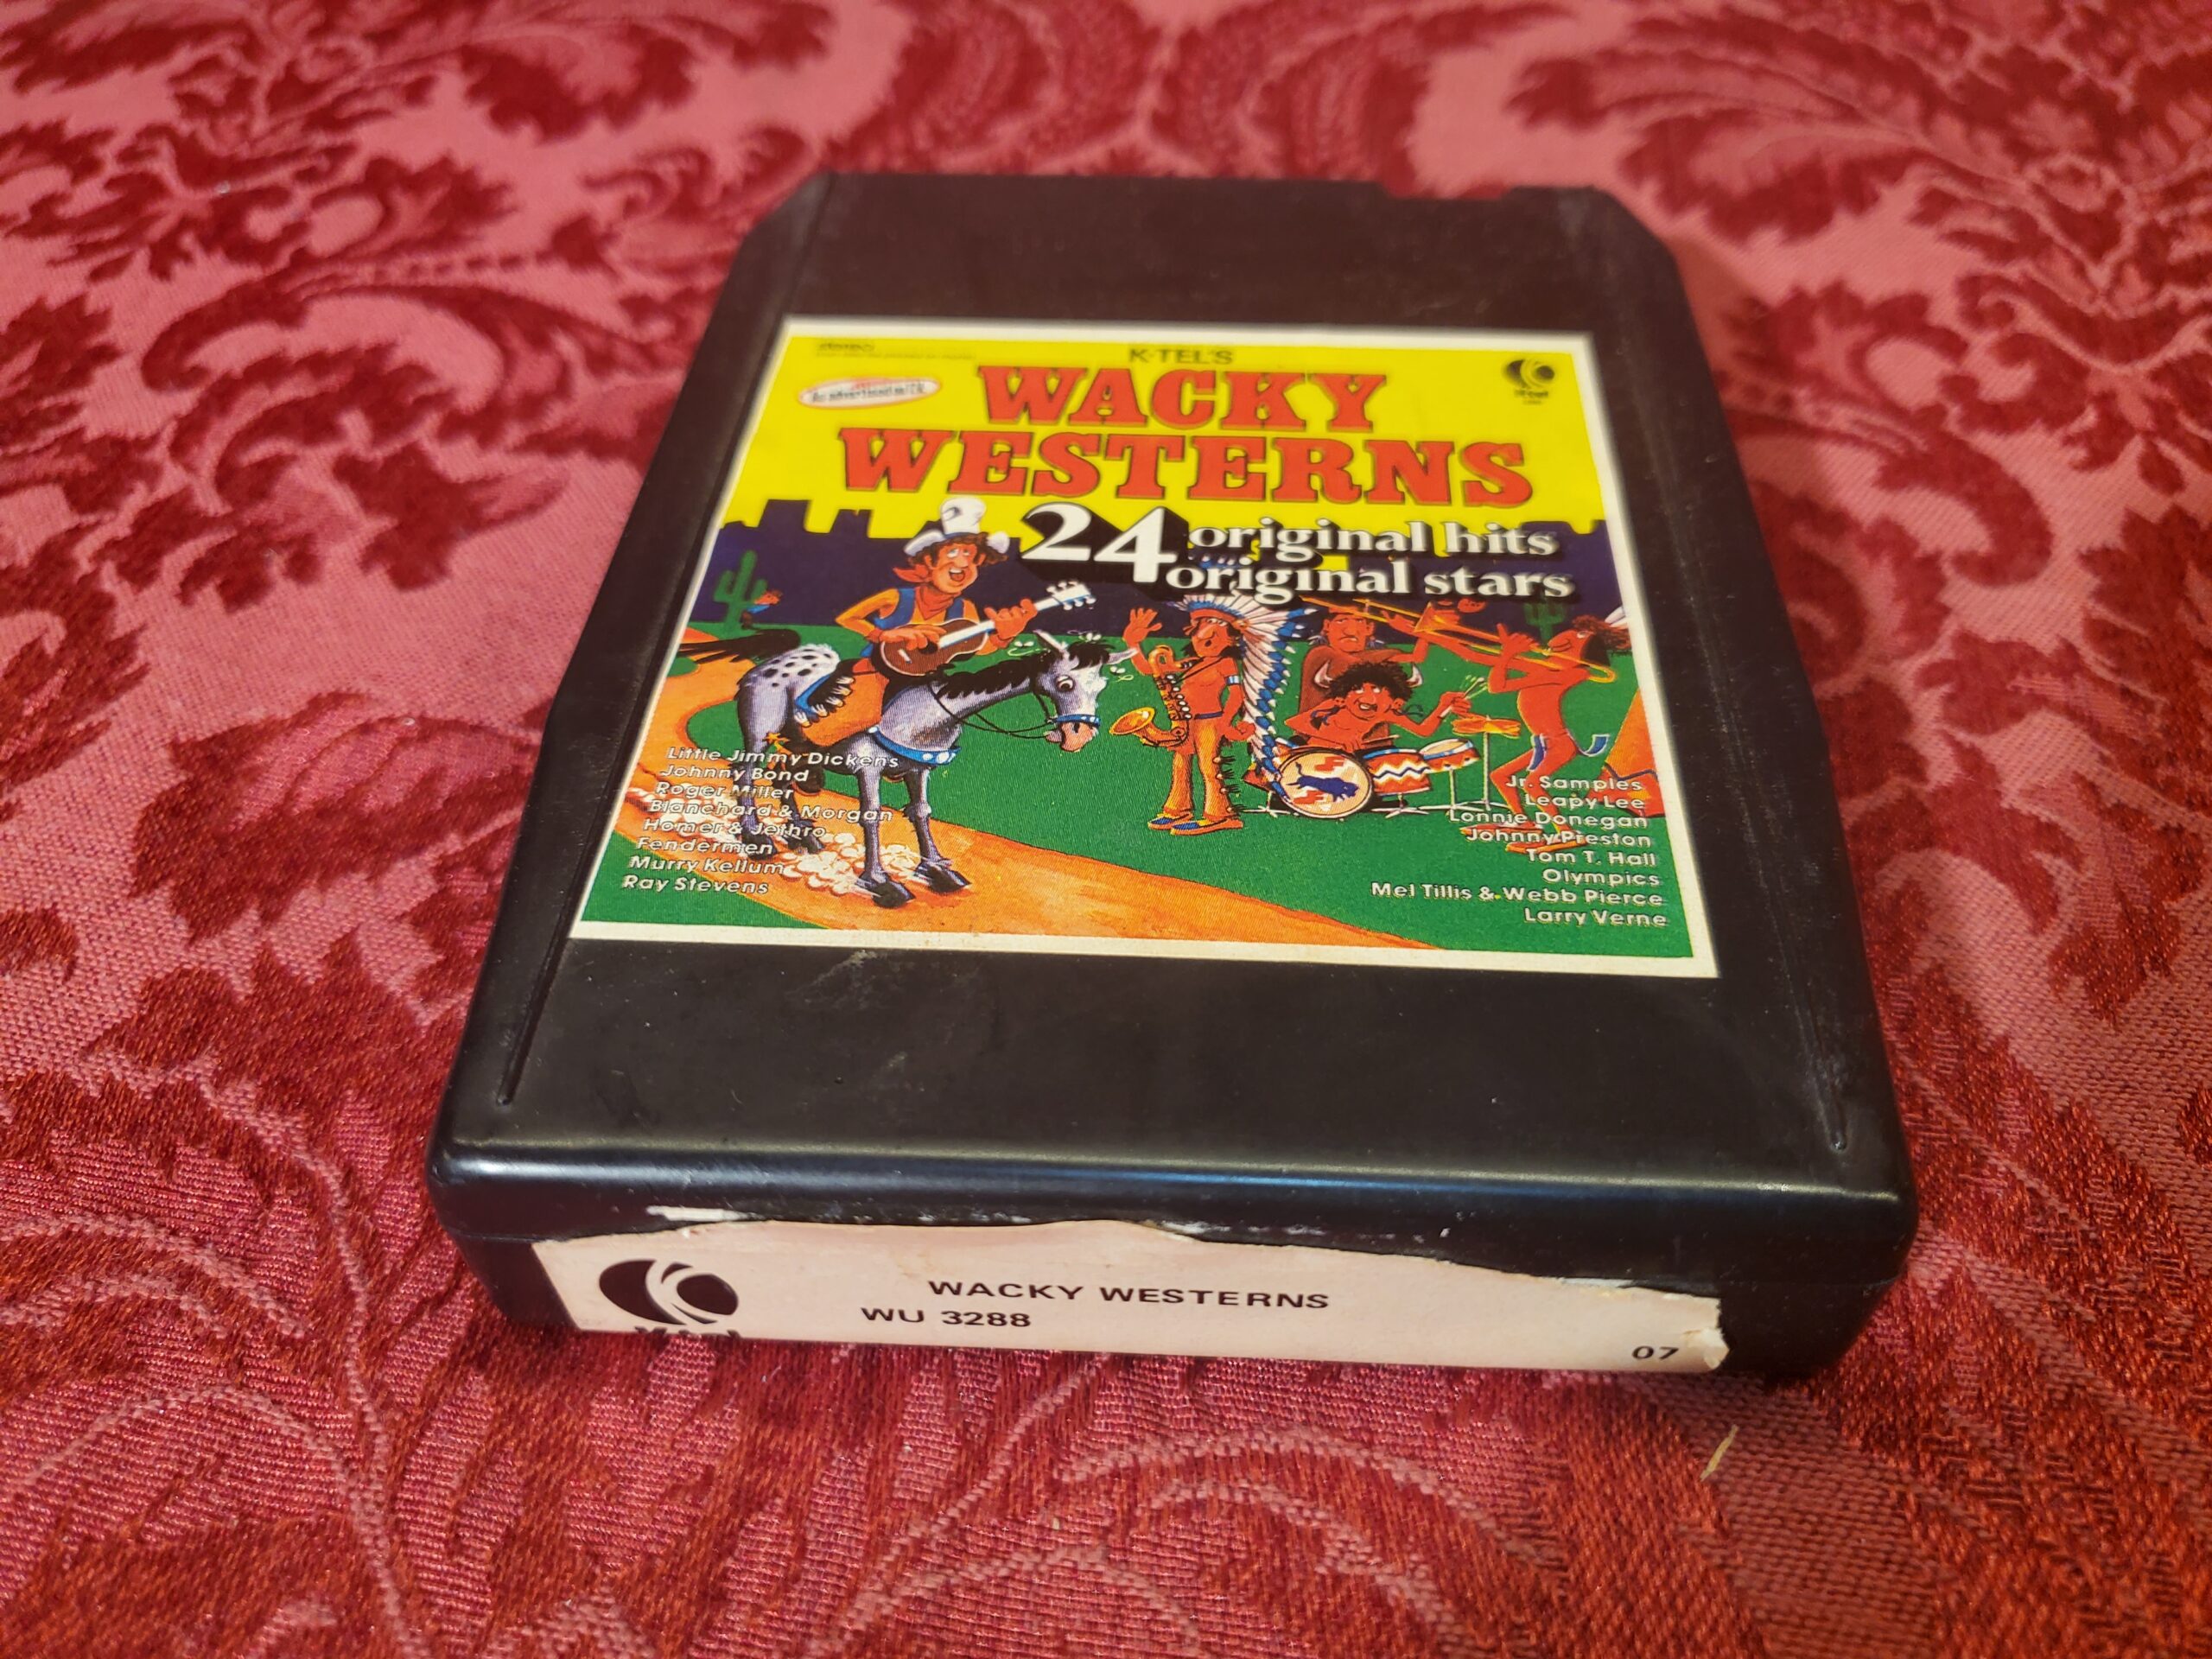 stereo
K-TEL'S
WACKY
WESTERNS
24 original hits
original stars
Little Jimmy Dickens
Johnny Bond
Roger Miller
Blanchard & Morgan
Homer & Jethro
Fendermen
Murry Kellum
Ray Stevens
Jr. Samples
Leapy Lee
Lonnie Donegan
Johnny Preston
Tom T. Hall
Olympics
Mel Tillis & Webb Pierce
Larry Verne
WACKY WESTERNS
WU 3288
07